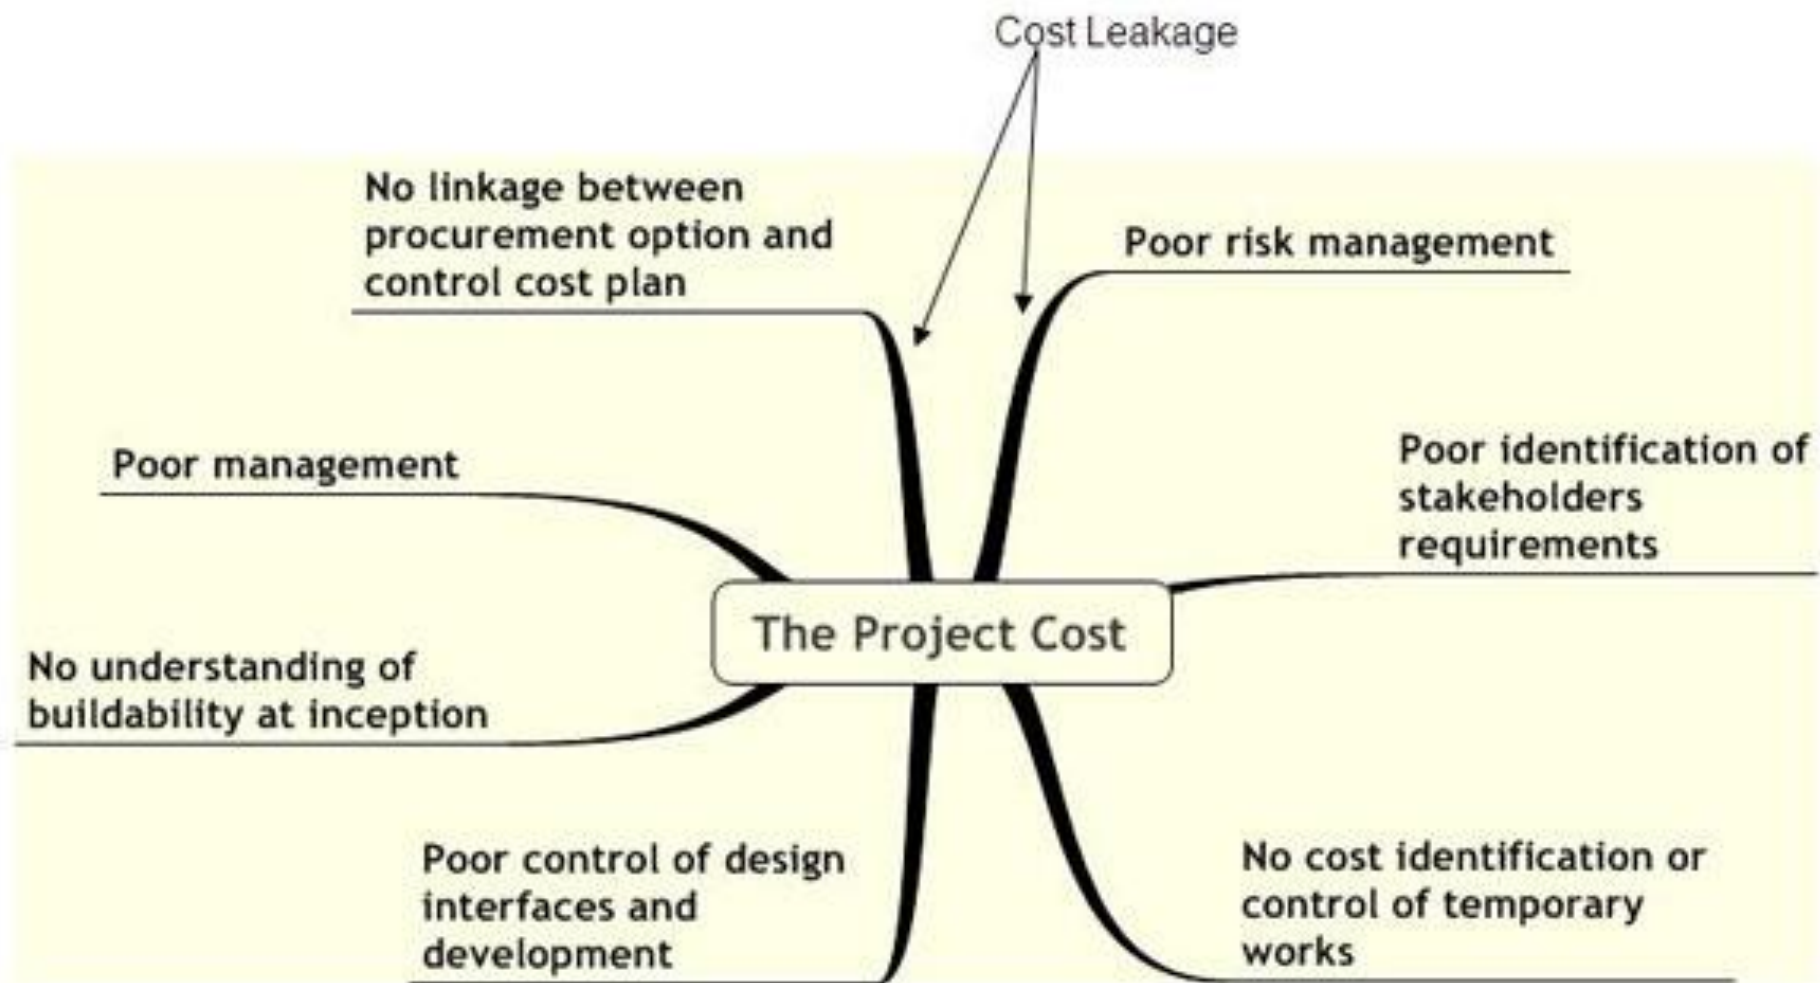 Cost Leakage
No linkage between
procurement option and
control cost plan
Poor risk management
Poor management
Poor identification of
stakeholders
requirements
The Project Cost
No understanding of
buildability at inception
Poor control of design
interfaces and
development
No cost identification or
control of temporary
works